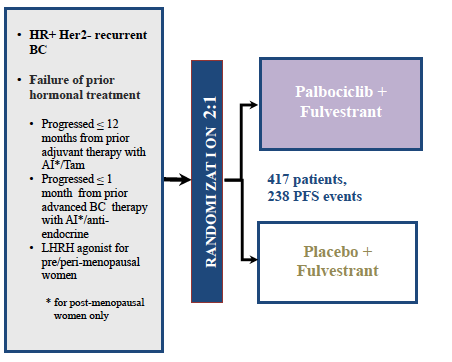 • HR+ Her2- recurrent
BC
• Failure of prior
hormonal treatment
• Progressed ≤ 12
months from prior
adjuvant therapy with
AI*/Tam
• Progressed ≤ 1
month from prior
advanced BC therapy
with AI*/anti-
endocrine
• LHRH agonist for
pre/peri-menopausal
women
* for post-menopausal
women only
RANDOMIZATION 2:1
Palbociclib +
Fulvestrant
417 patients,
238 PFS events
Placebo +
Fulvestrant